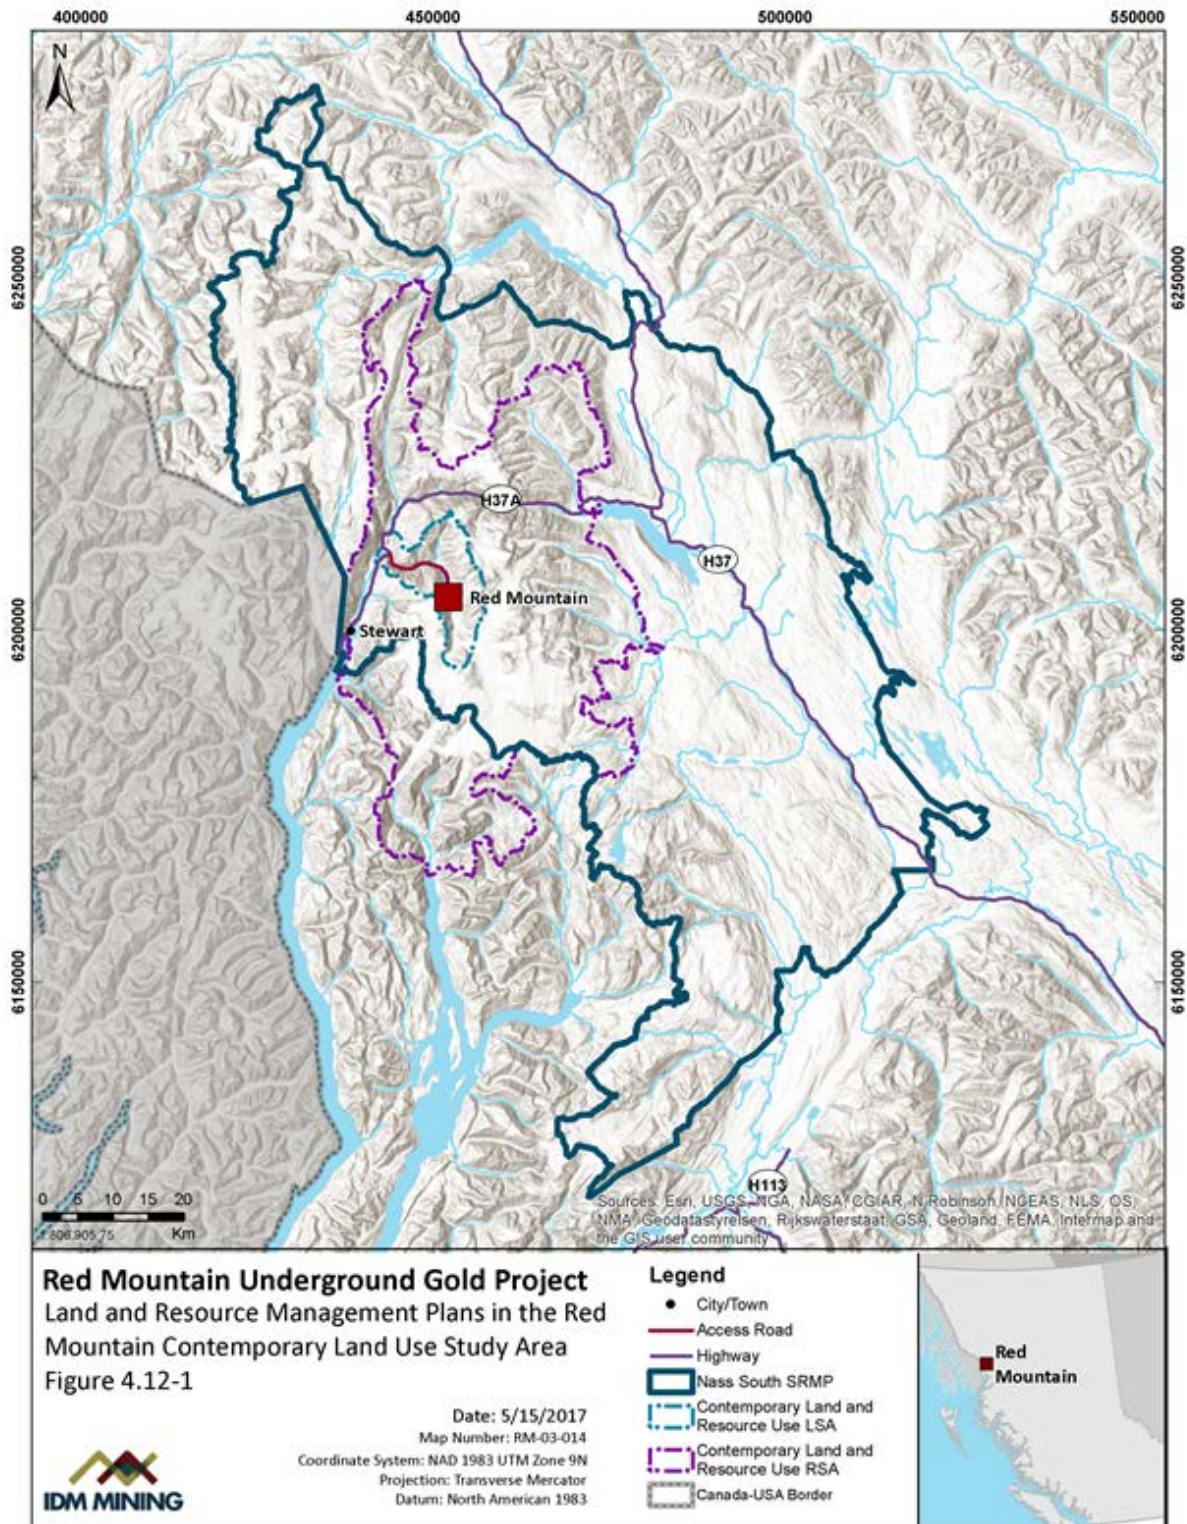 400000 450000 500000 550000
N
6250000 6250000
H37A
H37
Red Mountain
Stewart
6200000 6200000
6150000 6150000
H113
0 5 10 15 20
Km
Sources: Esri, USGS, NGA, NASA, CGIAR, N Robinson, NCEAS, NLS, OS,
NMA, Geodatastyrelsen, Rijkswaterstaat, GSA, Geoland, FEMA, Intermap and
the GIS user community
Red Mountain Underground Gold Project
Land and Resource Management Plans in the Red
Mountain Contemporary Land Use Study Area
Figure 4.12-1
Date: 5/15/2017
Map Number: RM-03-014
Coordinate System: NAD 1983 UTM Zone 9N
Projection: Transverse Mercator
Datum: North American 1983
IDM MINING
Legend
City/Town
Access Road
Highway
Nass South SRMP
Contemporary Land and
Resource Use LSA
Contemporary Land and
Resource Use RSA
Canada-USA Border
Red
Mountain